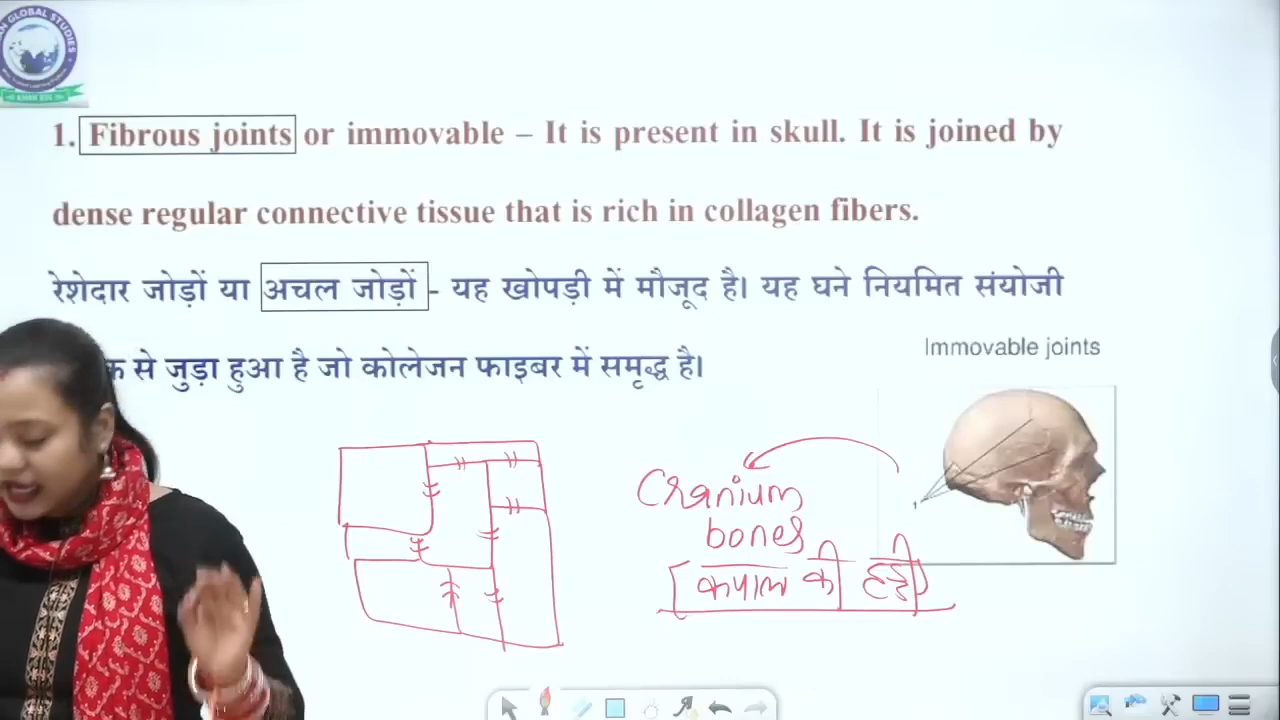 GLOBAL STUDIES
1. Fibrous joints or immovable – It is present in skull. It is joined by
dense regular connective tissue that is rich in collagen fibers.
रेशेदार जोड़ों या अचल जोड़ों - यह खोपड़ी में मौजूद है। यह घने नियमित संयोजी
से जुड़ा हुआ है जो कोलेजन फाइबर में समृद्ध है।
Immovable joints
Cranium
bones
कपाल की हड्डी